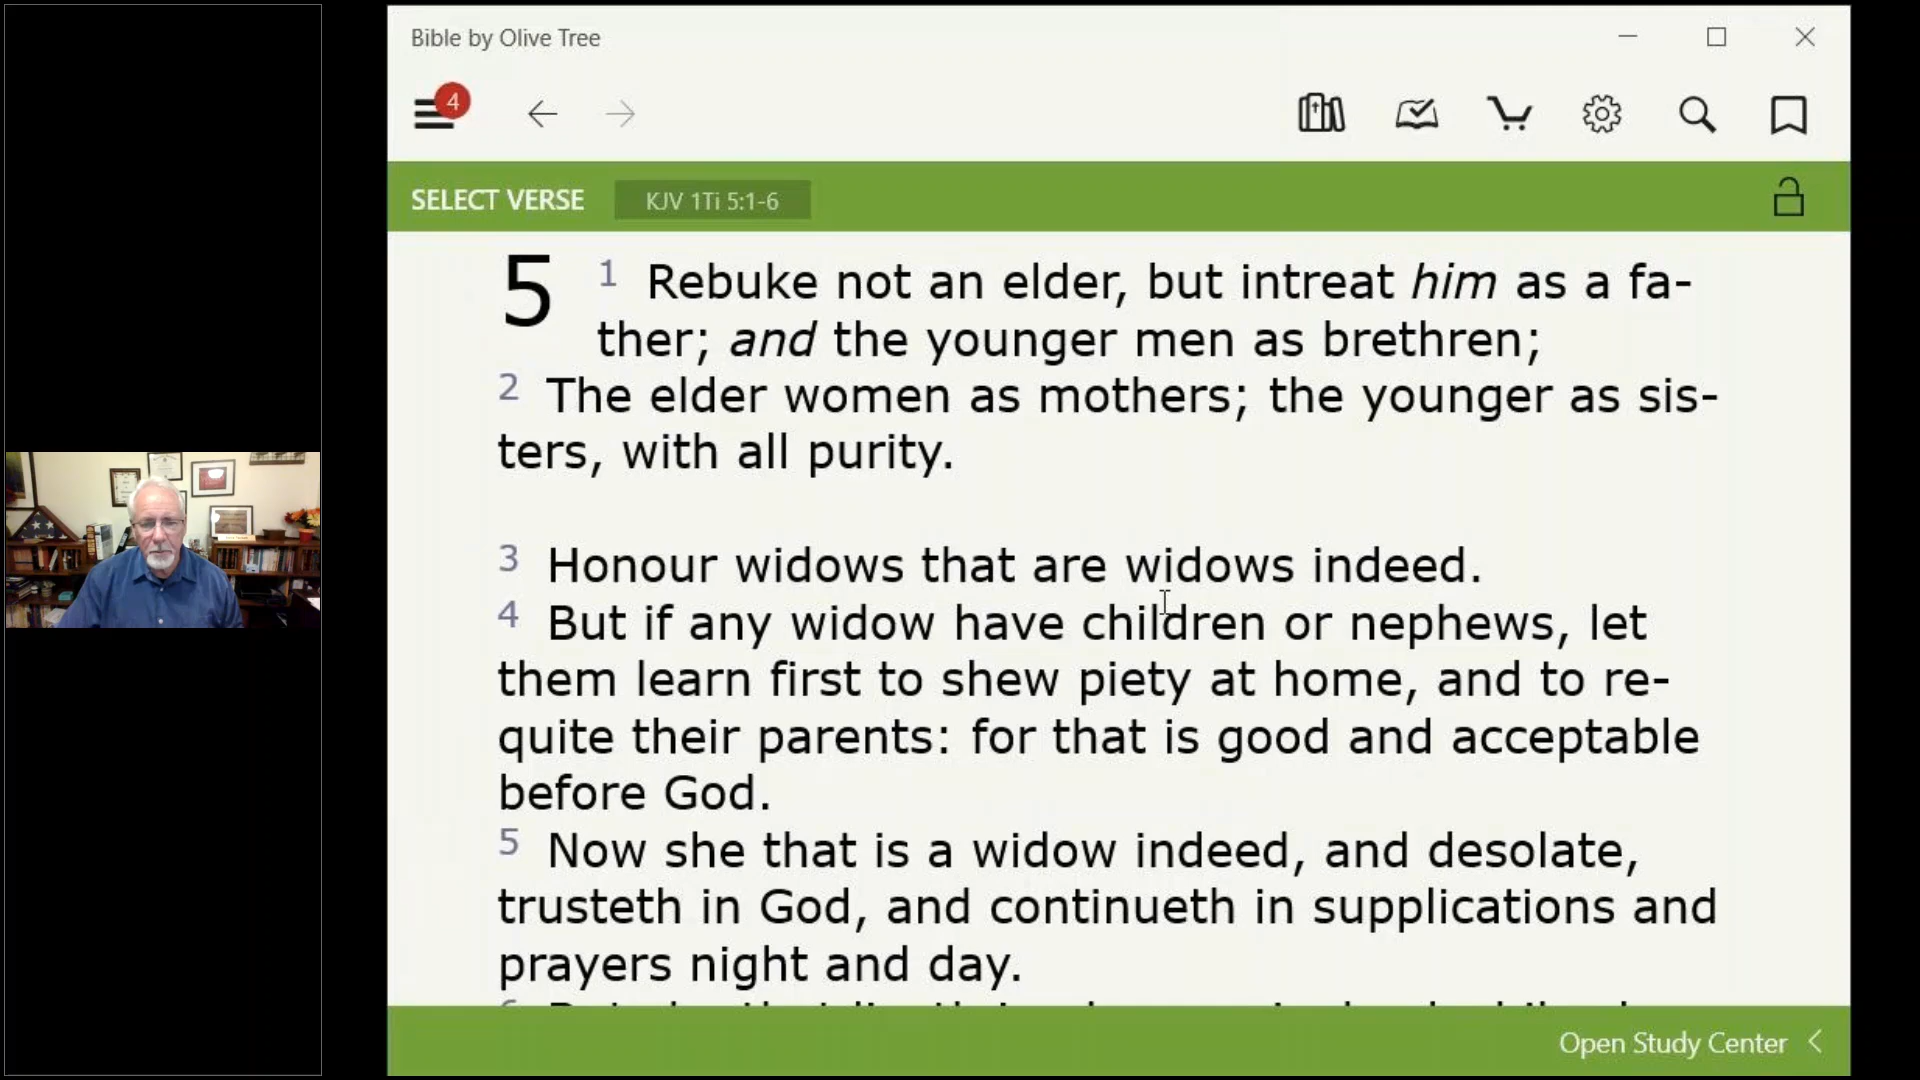 Bible by Olive Tree
4
SELECT VERSE KJV 1Ti 5:1-6
5 1 Rebuke not an elder, but intreat him as a fa-
ther; and the younger men as brethren;
2 The elder women as mothers; the younger as sis-
ters, with all purity.
3 Honour widows that are widows indeed.
4 But if any widow have children or nephews, let
them learn first to shew piety at home, and to re-
quite their parents: for that is good and acceptable
before God.
5 Now she that is a widow indeed, and desolate,
trusteth in God, and continueth in supplications and
prayers night and day.
Open Study Center